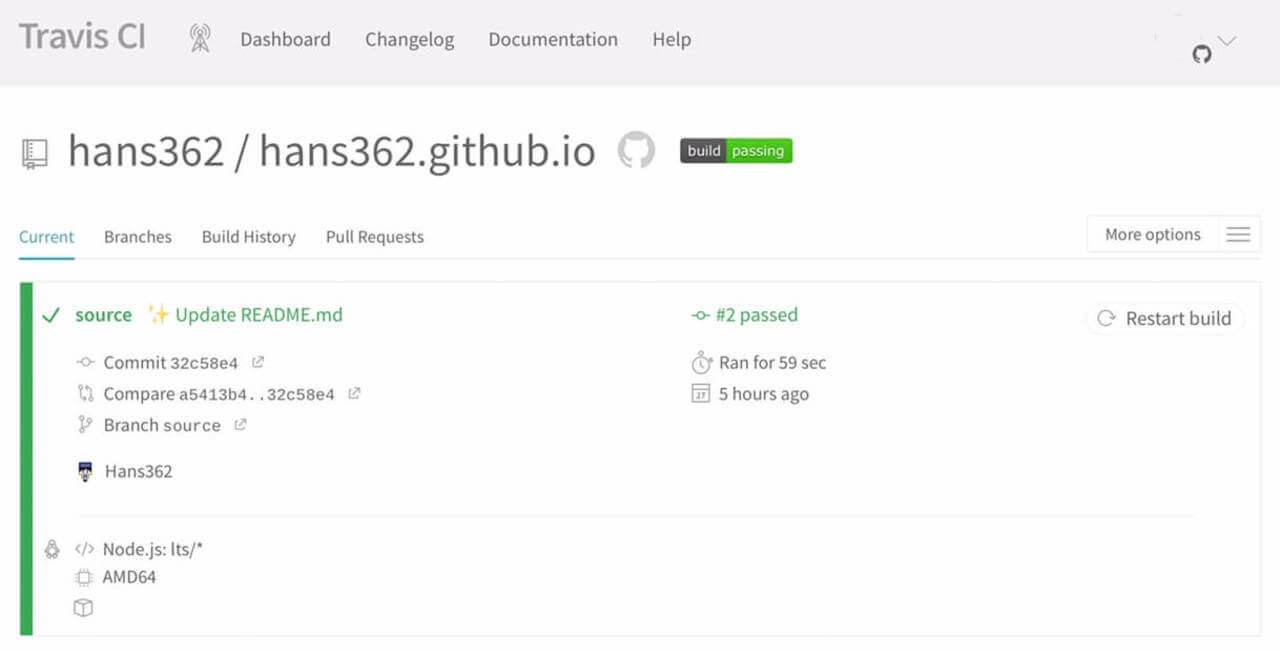 Travis CI Dashboard Changelog Documentation Help
hans362 / hans362.github.io build passing
Current Branches Build History Pull Requests More options
source ✨ Update README.md #2 passed Restart build
Commit 32c58e4 Ran for 59 sec
Compare a5413b4..32c58e4 27 5 hours ago
Branch source
Hans362
</> Node.js: lts/*
AMD64